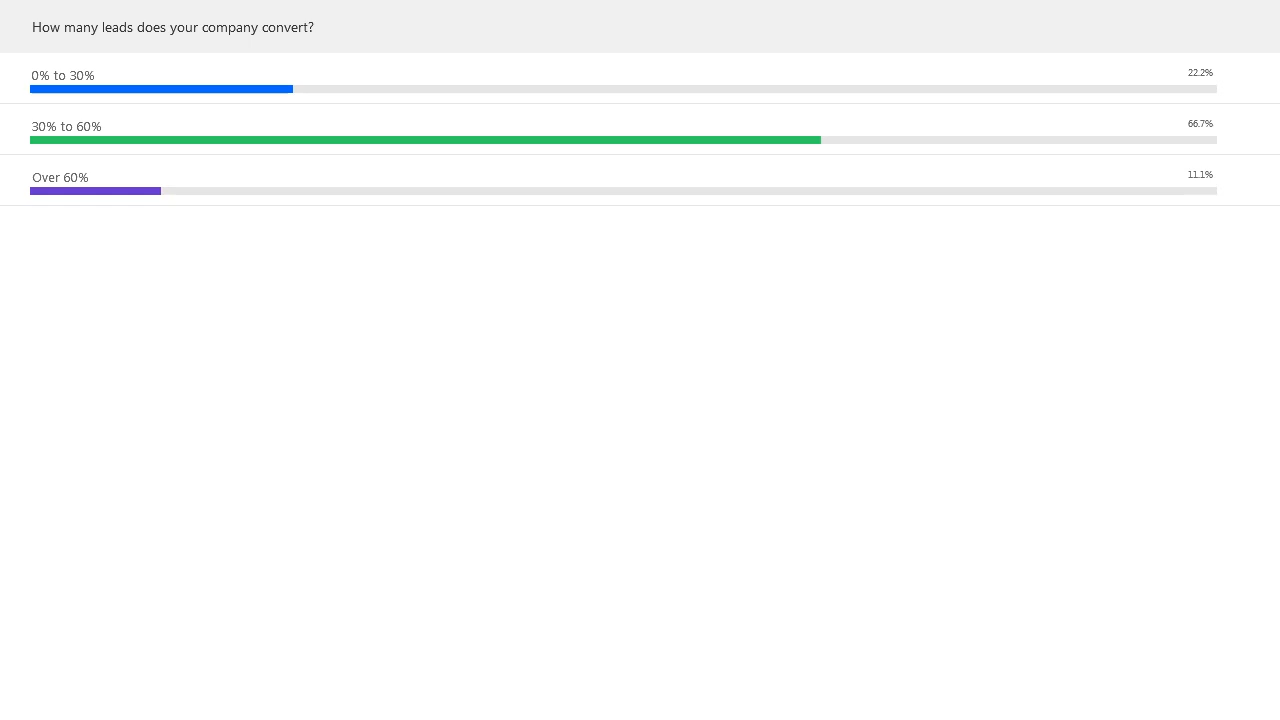 How many leads does your company convert?
0% to 30%
22.2%
30% to 60%
66.7%
Over 60%
11.1%